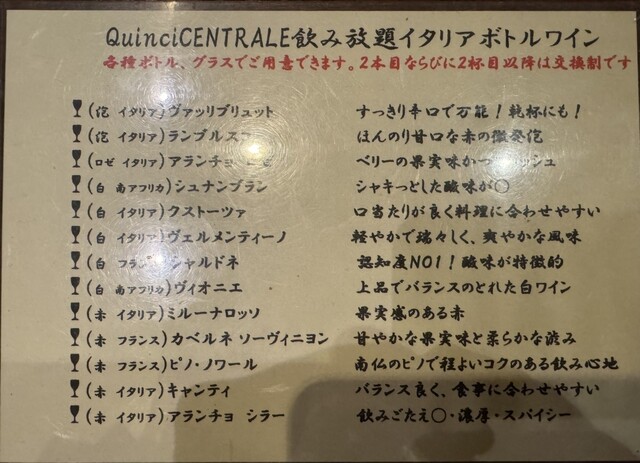 QuinciCENTRALE飲み放題イタリアボトルワイン
各種ボトル、グラスでご用意できます。2本目ならびに2杯目以降は交換制です
(泡 イタリア)ヴァッリブリュット すっきり辛口で万能！乾杯にも！
(泡 イタリア)ランブルスコ ほんのり甘口な赤の微発泡
(ロゼ イタリア)アランチョ ベリーの果実味かつ
(白 南アフリカ)シュナンブラン シャキっとした酸味が〇
(白 イタリア)クストーツァ 口当たりが良く料理に合わせやすい
(白 イタリア)ヴェルメンティーノ 軽やかで瑞々しく、爽やかな風味
(白 フランス)シャルドネ 認知度NO1！酸味が特徴的
(白 南アフリカ)ヴィオニエ 上品でバランスのとれた白ワイン
(赤 イタリア)ミルーナロッソ 果実感のある赤
(赤 フランス)カベルネ ソーヴィニヨン 甘やかな果実味と柔らかな渋み
(赤 フランス)ピノ・ノワール 南仏のピノで程よいコクのある飲み心地
(赤 イタリア)キャンティ バランス良く、食事に合わせやすい
(赤 イタリア)アランチョ シラー 飲みごたえ〇・濃厚・スパイシー